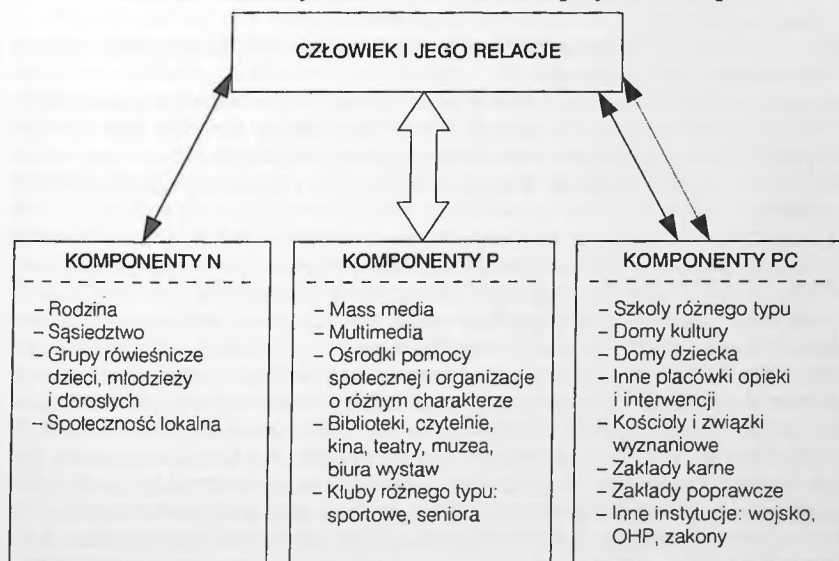 CZŁOWIEK I JEGO RELACJE
KOMPONENTY N
– Rodzina
– Sąsiedztwo
– Grupy rówieśnicze
dzieci, młodzieży
i dorosłych
– Społeczność lokalna
KOMPONENTY P
– Mass media
– Multimedia
– Ośrodki pomocy
społecznej i organizacje
o różnym charakterze
– Biblioteki, czytelnie,
kina, teatry, muzea,
biura wystaw
– Kluby różnego typu:
sportowe, seniora
KOMPONENTY PC
– Szkoły różnego typu
– Domy kultury
– Domy dziecka
– Inne placówki opieki
i interwencji
– Kościoły i związki
wyznaniowe
– Zakłady karne
– Zakłady poprawcze
– Inne instytucje: wojsko,
OHP, zakony